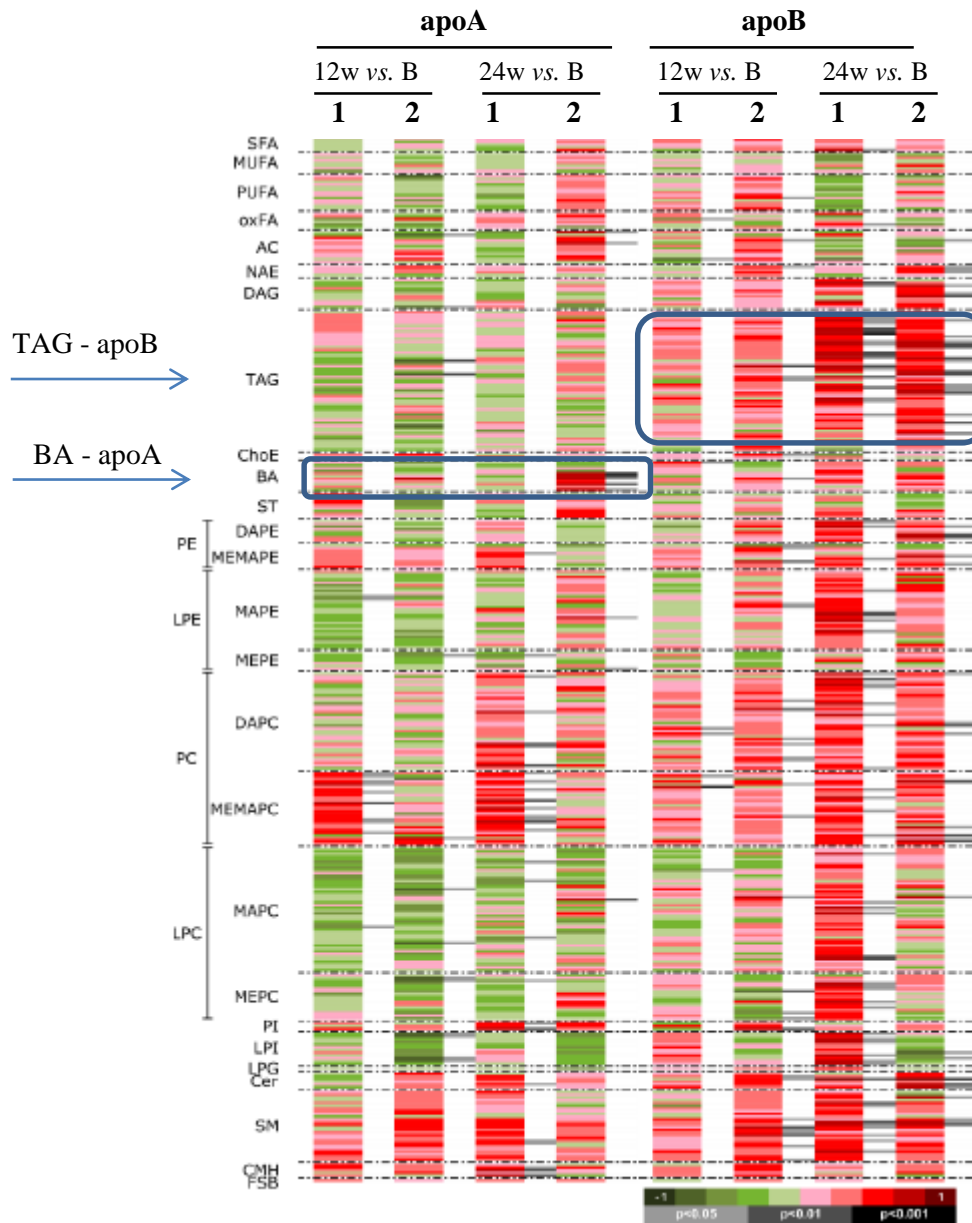 apoA apoB
12w vs. B 24w vs. B 12w vs. B 24w vs. B
1 2 1 2 1 2 1 2
SFA
MUFA
PUFA
oxFA
AC
NAE
DAG
TAG - apoB
TAG
ChoE
BA - apoA
BA
ST
PE
DAPE
MEMAPE
LPE
MAPE
MEPE
PC
DAPC
MEMAPC
LPC
MAPC
MEPC
PI
LPI
LPG
Cer
SM
CMH
FSB
-1 1
p<0.05 p<0.01 p<0.001